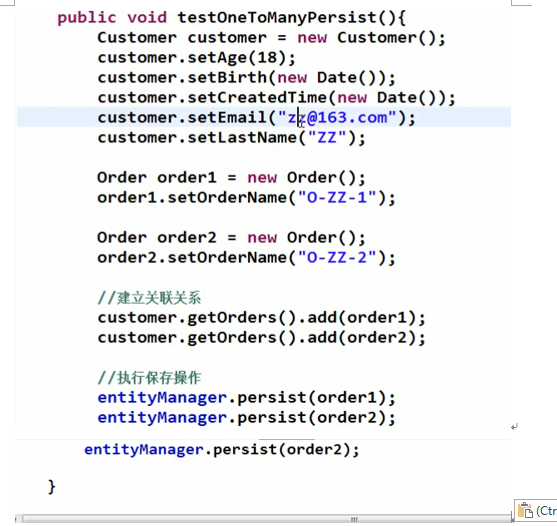 public void testOneToManyPersist(){
Customer customer = new Customer();
customer.setAge(18);
customer.setBirth(new Date());
customer.setCreatedTime(new Date());
customer.setEmail("zz@163.com");
customer.setLastName("ZZ");
Order order1 = new Order();
order1.setOrderName("O-ZZ-1");
Order order2 = new Order();
order2.setOrderName("O-ZZ-2");
//建立关联关系
customer.getOrders().add(order1);
customer.getOrders().add(order2);
//执行保存操作
entityManager.persist(order1);
entityManager.persist(order2);
entityManager.persist(order2);
}
(Ctr